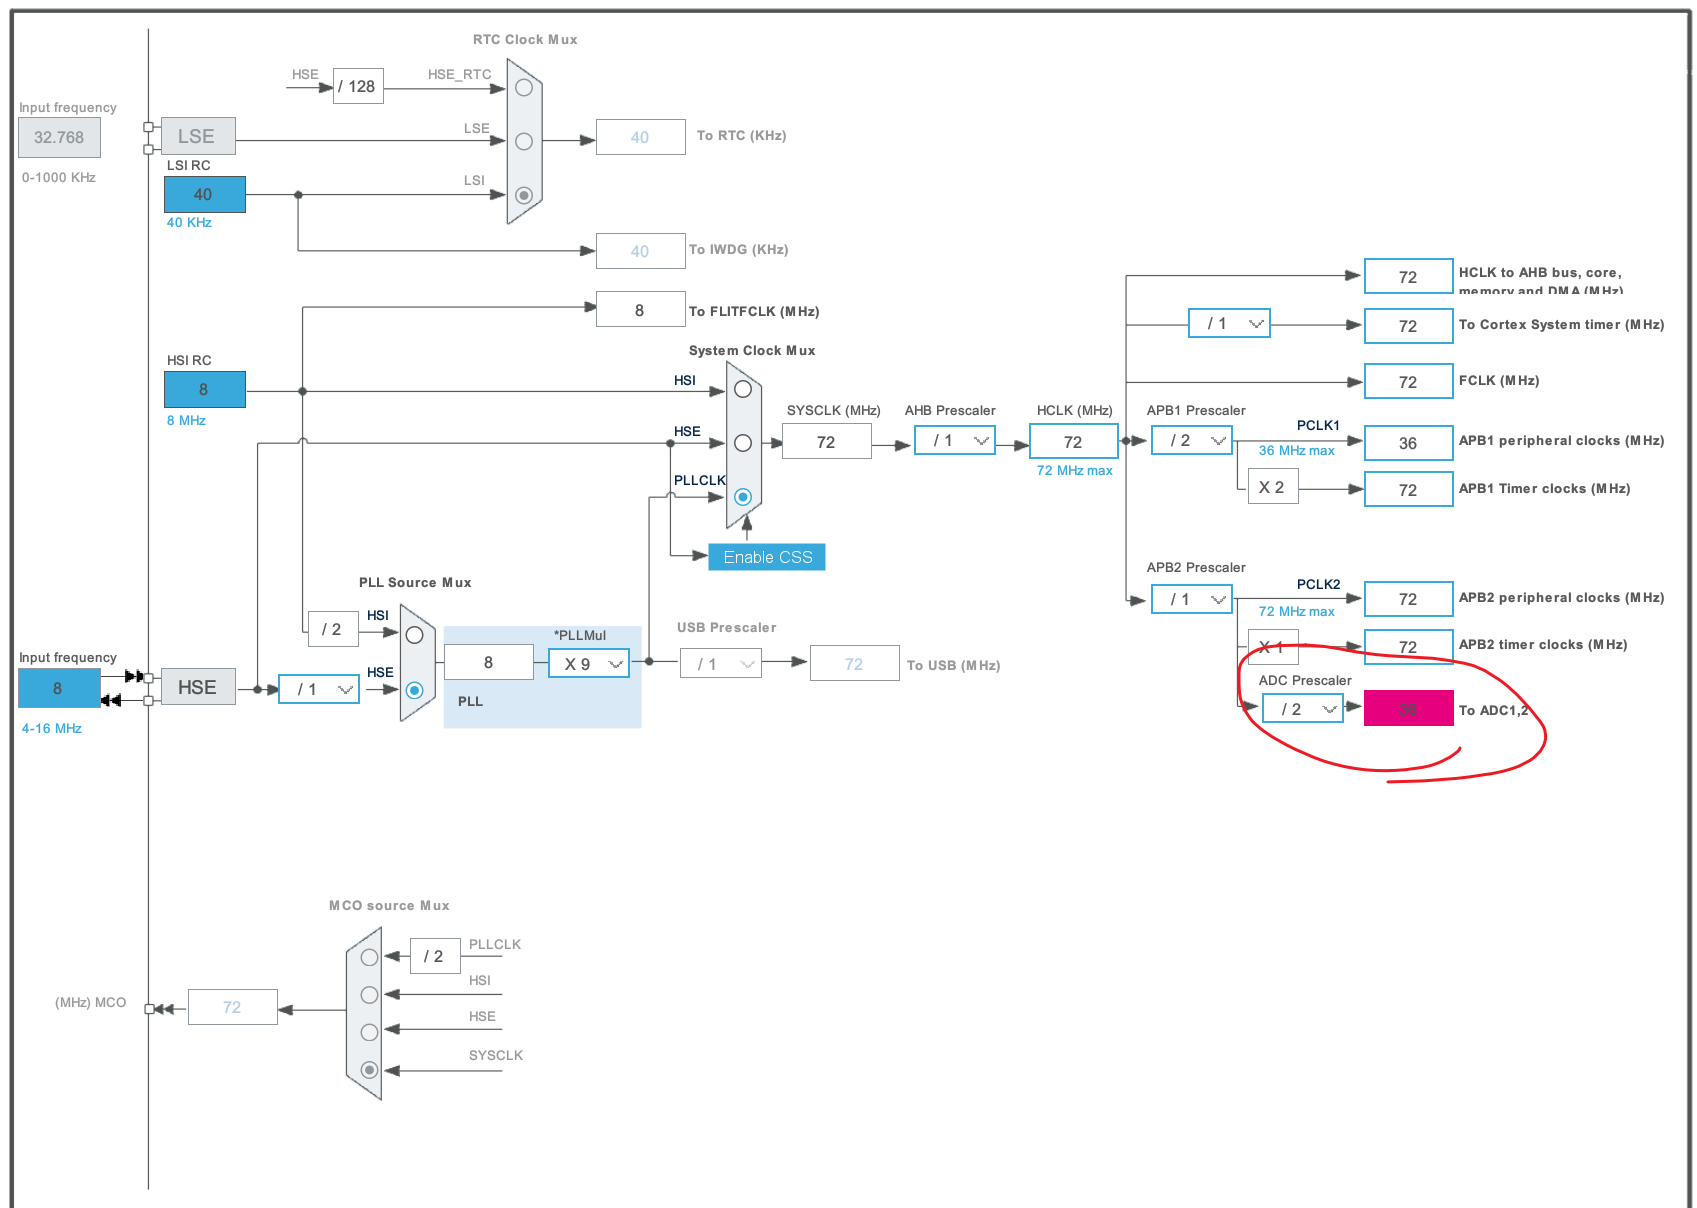 RTC Clock Mux
HSE
/ 128
HSE_RTC
Input frequency
32.768
LSE
LSE
40
To RTC (KHz)
0-1000 KHz
LSI RC
40
LSI
40 KHz
40
To IWDG (KHz)
8
To FLITFCLK (MHz)
HSI RC
8
8 MHz
System Clock Mux
HSI
HSE
PLLCLK
SYSCLK (MHz)
72
AHB Prescaler
/ 1
HCLK (MHz)
72
72 MHz max
72
HCLK to AHB bus, core,
memory and DMA (MHz)
/ 1
72
To Cortex System timer (MHz)
72
FCLK (MHz)
APB1 Prescaler
/ 2
PCLK1
36 MHz max
36
APB1 peripheral clocks (MHz)
X 2
72
APB1 Timer clocks (MHz)
Enable CSS
APB2 Prescaler
/ 1
PCLK2
72 MHz max
72
APB2 peripheral clocks (MHz)
X 1
72
APB2 timer clocks (MHz)
ADC Prescaler
/ 2
36
To ADC1,2
PLL Source Mux
/ 2
HSI
Input frequency
8
4-16 MHz
HSE
/ 1
HSE
8
*PLLMul
X 9
PLL
USB Prescaler
/ 1
72
To USB (MHz)
MCO source Mux
/ 2
PLLCLK
HSI
HSE
SYSCLK
(MHz) MCO
72